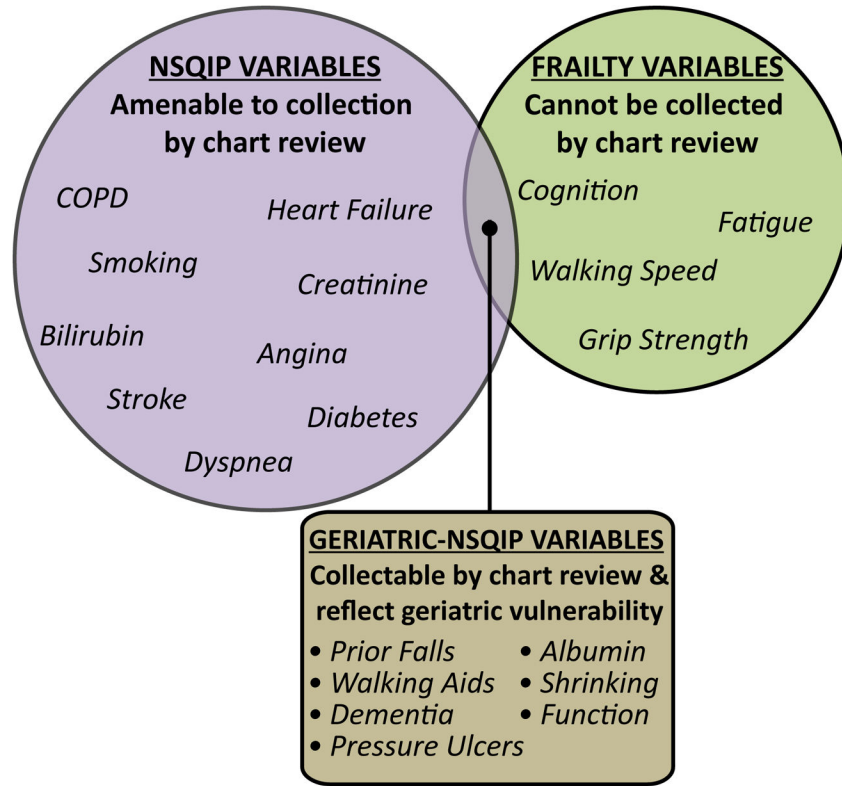 NSQIP VARIABLES
Amenable to collection
by chart review
COPD
Heart Failure
Smoking
Creatinine
Bilirubin
Angina
Stroke
Diabetes
Dyspnea
FRAILTY VARIABLES
Cannot be collected
by chart review
Cognition
Fatigue
Walking Speed
Grip Strength
GERIATRIC-NSQIP VARIABLES
Collectable by chart review &
reflect geriatric vulnerability
• Prior Falls
• Walking Aids
• Dementia
• Pressure Ulcers
• Albumin
• Shrinking
• Function